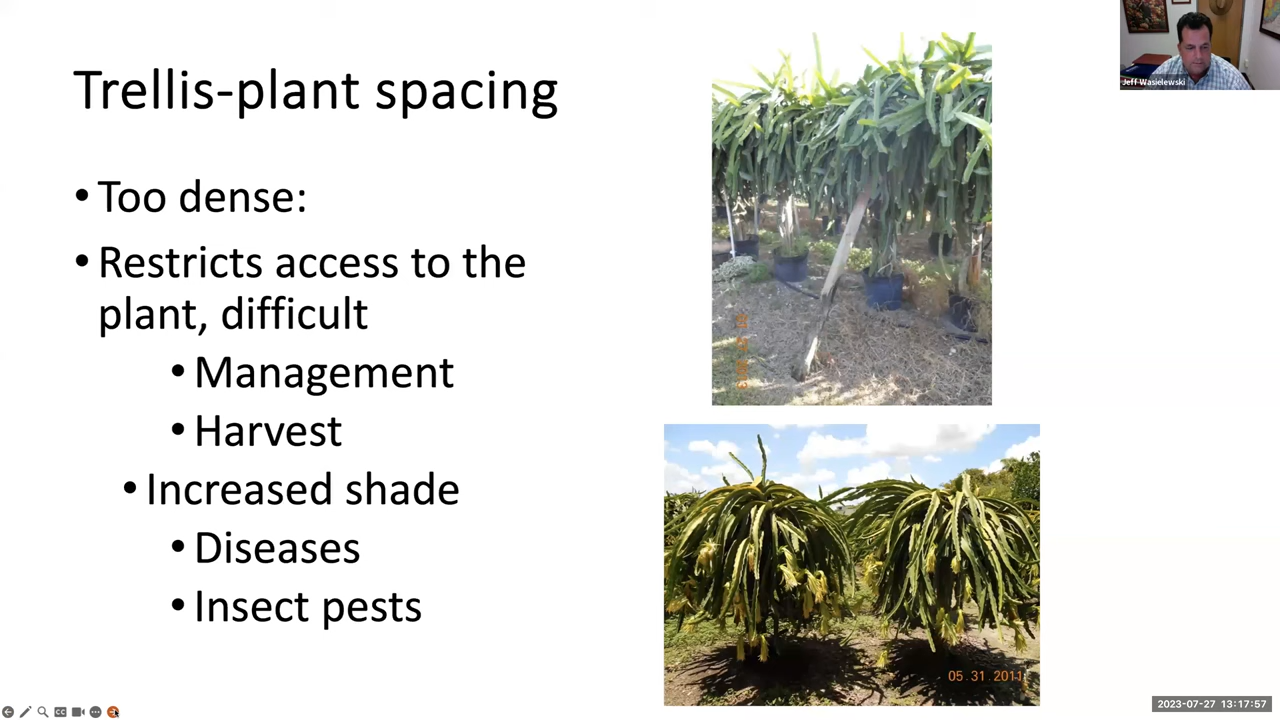 Trellis-plant spacing
• Too dense:
• Restricts access to the
plant, difficult
• Management
• Harvest
• Increased shade
• Diseases
• Insect pests
Jeff Wasielewski
05 31 2011
CC
2023-07-27 13:17:57